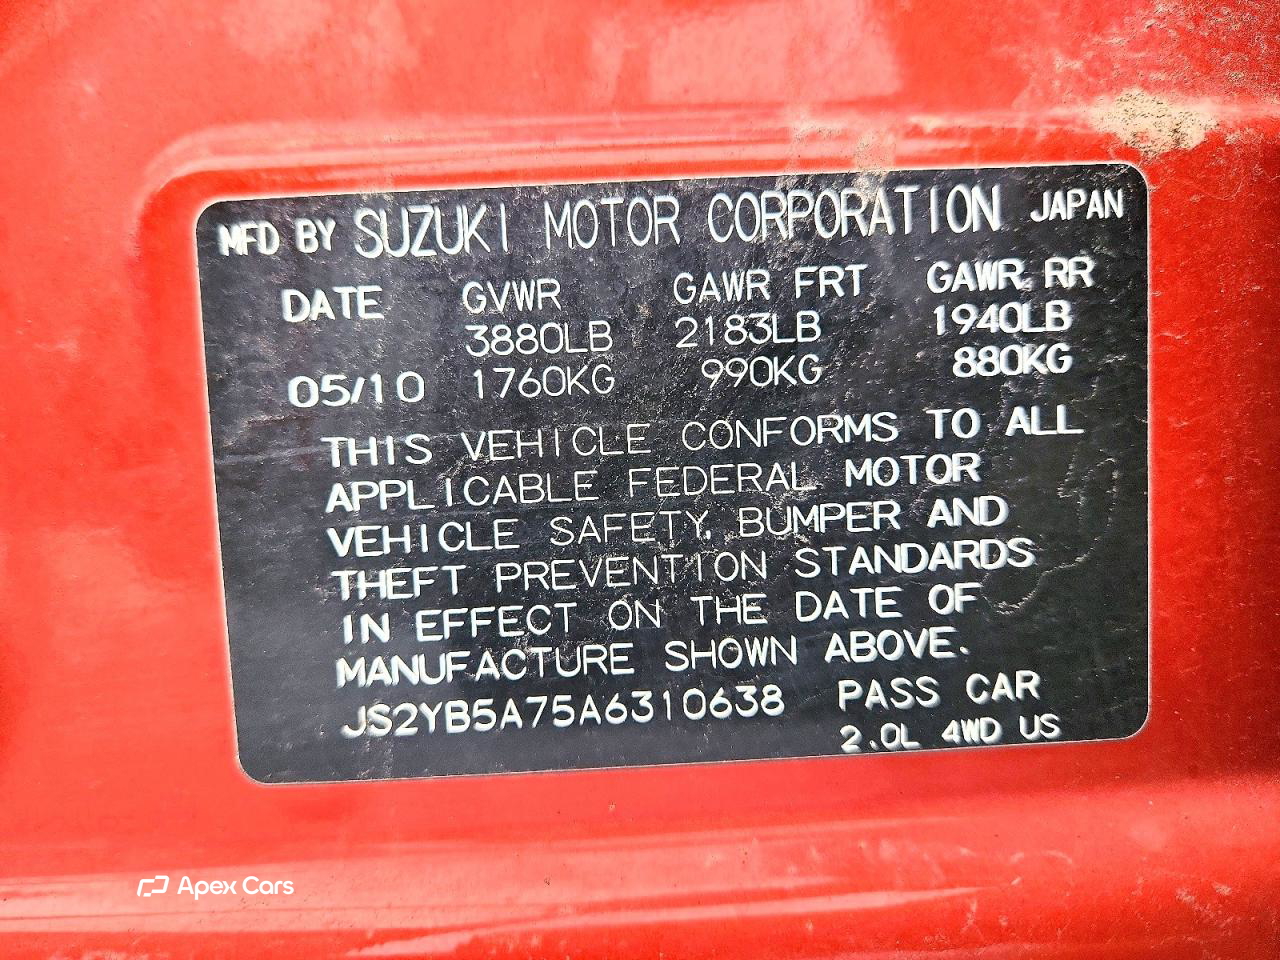 MFD BY SUZUKI MOTOR CORPORATION JAPAN
DATE GVWR GAWR FRT GAWR RR
3880LB 2183LB 1940LB
05/10 1760KG 990KG 880KG
THIS VEHICLE CONFORMS TO ALL
APPLICABLE FEDERAL MOTOR
VEHICLE SAFETY, BUMPER AND
THEFT PREVENTION STANDARDS
IN EFFECT ON THE DATE OF
MANUFACTURE SHOWN ABOVE.
JS2YB5A75A6310638 PASS CAR
2.0L 4WD US
Apex Cars